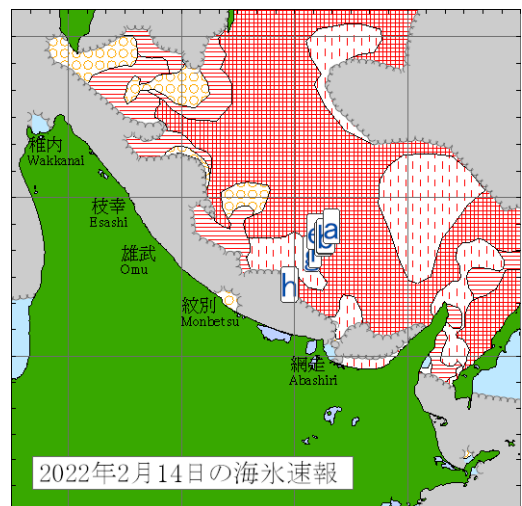 稚内
Wakkanai
枝幸
Esashi
雄武
Omu
a
h
紋別
Monbetsu
網走
Abashiri
2022年2月14日の海氷速報